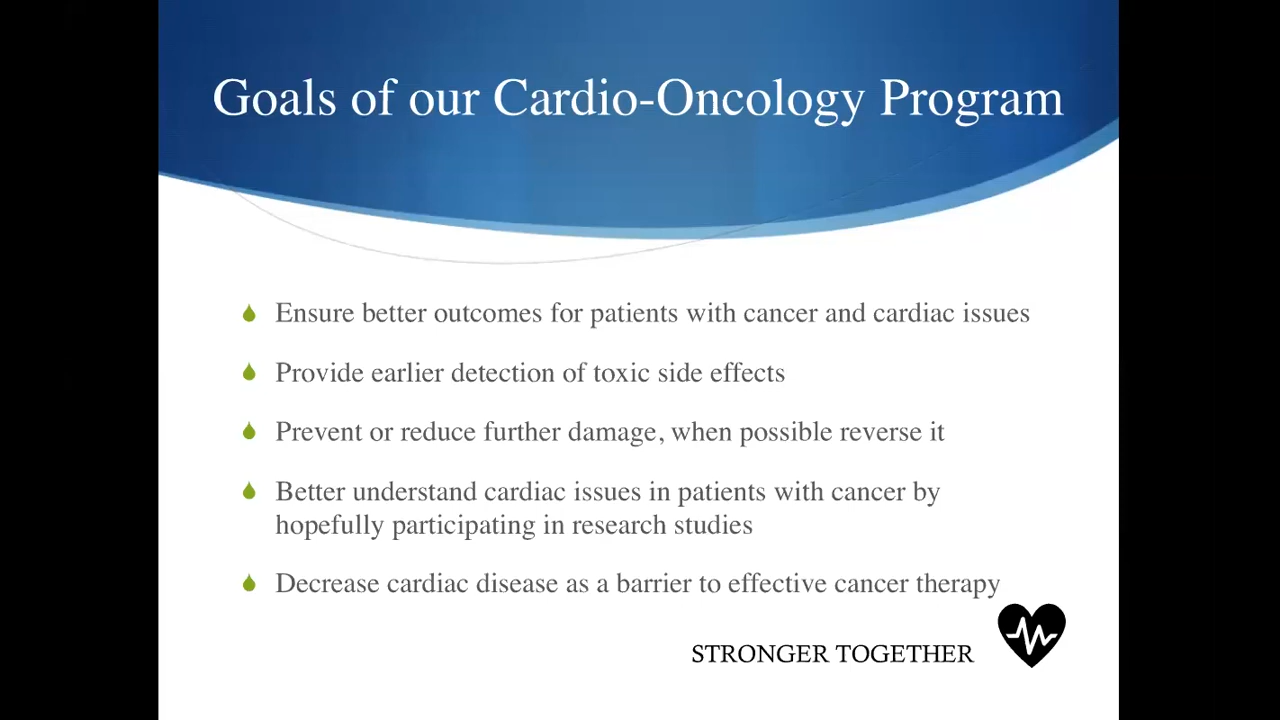 Goals of our Cardio-Oncology Program
Ensure better outcomes for patients with cancer and cardiac issues
Provide earlier detection of toxic side effects
Prevent or reduce further damage, when possible reverse it
Better understand cardiac issues in patients with cancer by
hopefully participating in research studies
Decrease cardiac disease as a barrier to effective cancer therapy
STRONGER TOGETHER